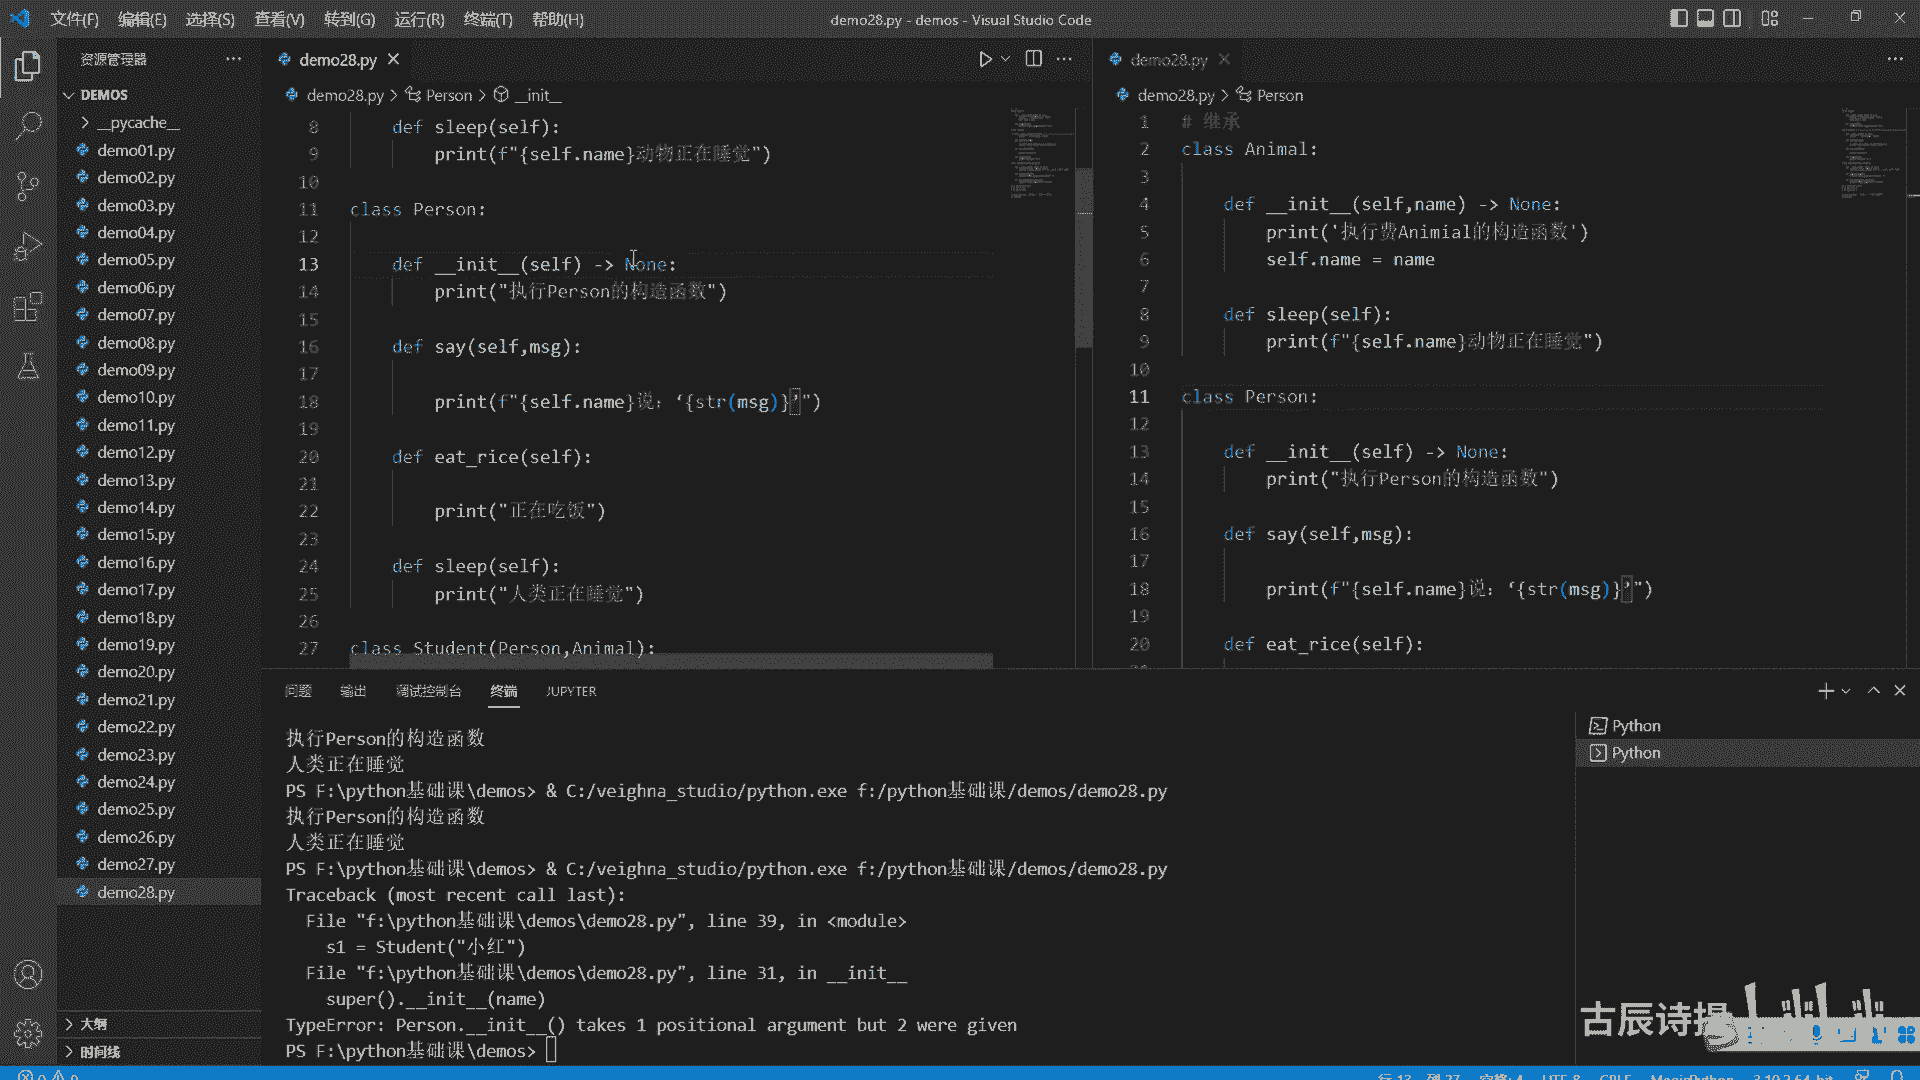 文件(F) 编辑(E) 选择(S) 查看(V) 转到(G) 运行(R) 终端(T) 帮助(H)
demo28.py - demos - Visual Studio Code
资源管理器
DEMOS
__pycache__
demo01.py
demo02.py
demo03.py
demo04.py
demo05.py
demo06.py
demo07.py
demo08.py
demo09.py
demo10.py
demo11.py
demo12.py
demo13.py
demo14.py
demo15.py
demo16.py
demo17.py
demo18.py
demo19.py
demo20.py
demo21.py
demo22.py
demo23.py
demo24.py
demo25.py
demo26.py
demo27.py
demo28.py
大纲
时间线
demo28.py
demo28.py > Person > __init__
8 def sleep(self):
9 print(f"{self.name}动物正在睡觉")
10
11 class Person:
12
13 def __init__(self) -> None:
14 print("执行Person的构造函数")
15
16 def say(self,msg):
17
18 print(f"{self.name}说：‘{str(msg)}’")
19
20 def eat_rice(self):
21
22 print("正在吃饭")
23
24 def sleep(self):
25 print("人类正在睡觉")
26
27 class Student(Person,Animal):
demo28.py
demo28.py > Person
1 # 继承
2 class Animal:
3
4 def __init__(self,name) -> None:
5 print('执行费Animial的构造函数')
6 self.name = name
7
8 def sleep(self):
9 print(f"{self.name}动物正在睡觉")
10
11 class Person:
12
13 def __init__(self) -> None:
14 print("执行Person的构造函数")
15
16 def say(self,msg):
17
18 print(f"{self.name}说：‘{str(msg)}’")
19
20 def eat_rice(self):
问题 输出 调试控制台 终端 JUPYTER
执行Person的构造函数
人类正在睡觉
PS F:\python基础课\demos> & C:/veighna_studio/python.exe f:/python基础课/demos/demo28.py
执行Person的构造函数
人类正在睡觉
PS F:\python基础课\demos> & C:/veighna_studio/python.exe f:/python基础课/demos/demo28.py
Traceback (most recent call last):
File "f:\python基础课\demos\demo28.py", line 39, in <module>
s1 = Student("小红")
File "f:\python基础课\demos\demo28.py", line 31, in __init__
super().__init__(name)
TypeError: Person.__init__() takes 1 positional argument but 2 were given
PS F:\python基础课\demos>
Python
Python
古辰诗提